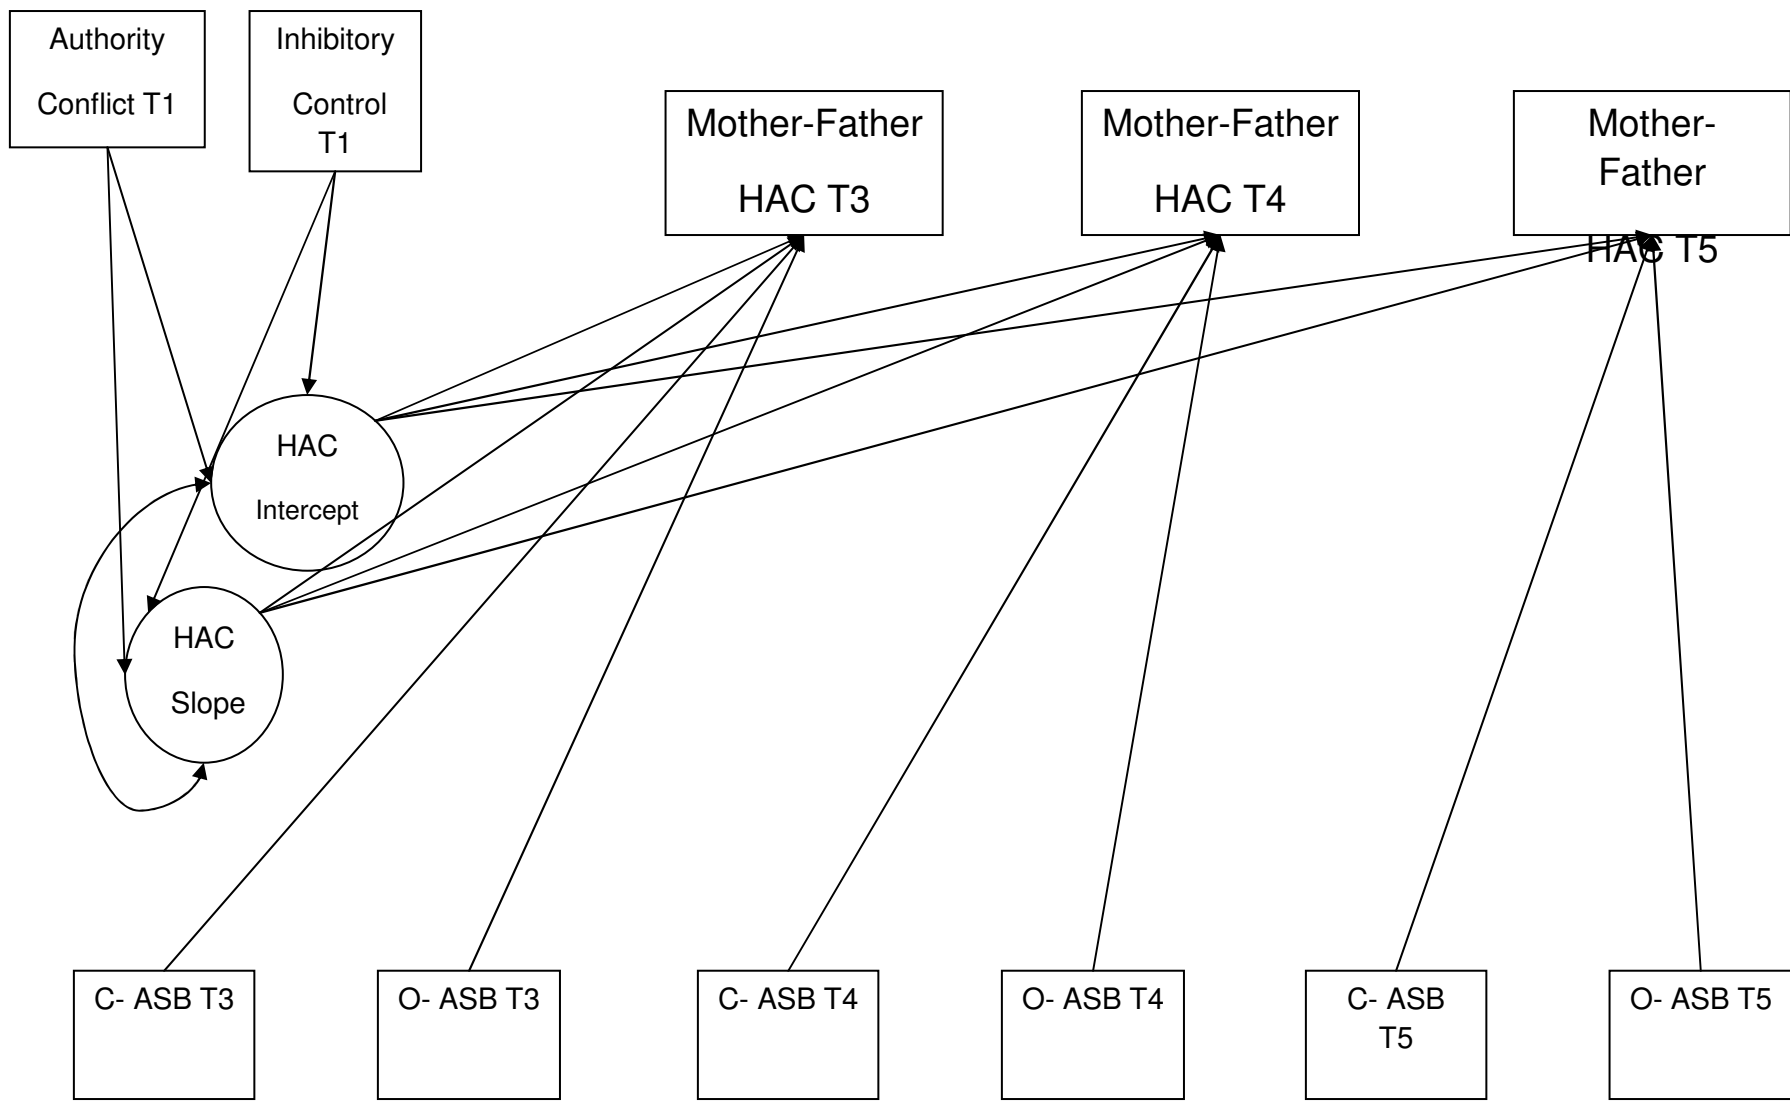 Authority
Conflict T1
Inhibitory
Control
T1
Mother-Father
HAC T3
Mother-Father
HAC T4
Mother-
Father
HAC T5
HAC
Intercept
HAC
Slope
C- ASB T3
O- ASB T3
C- ASB T4
O- ASB T4
C- ASB
T5
O- ASB T5